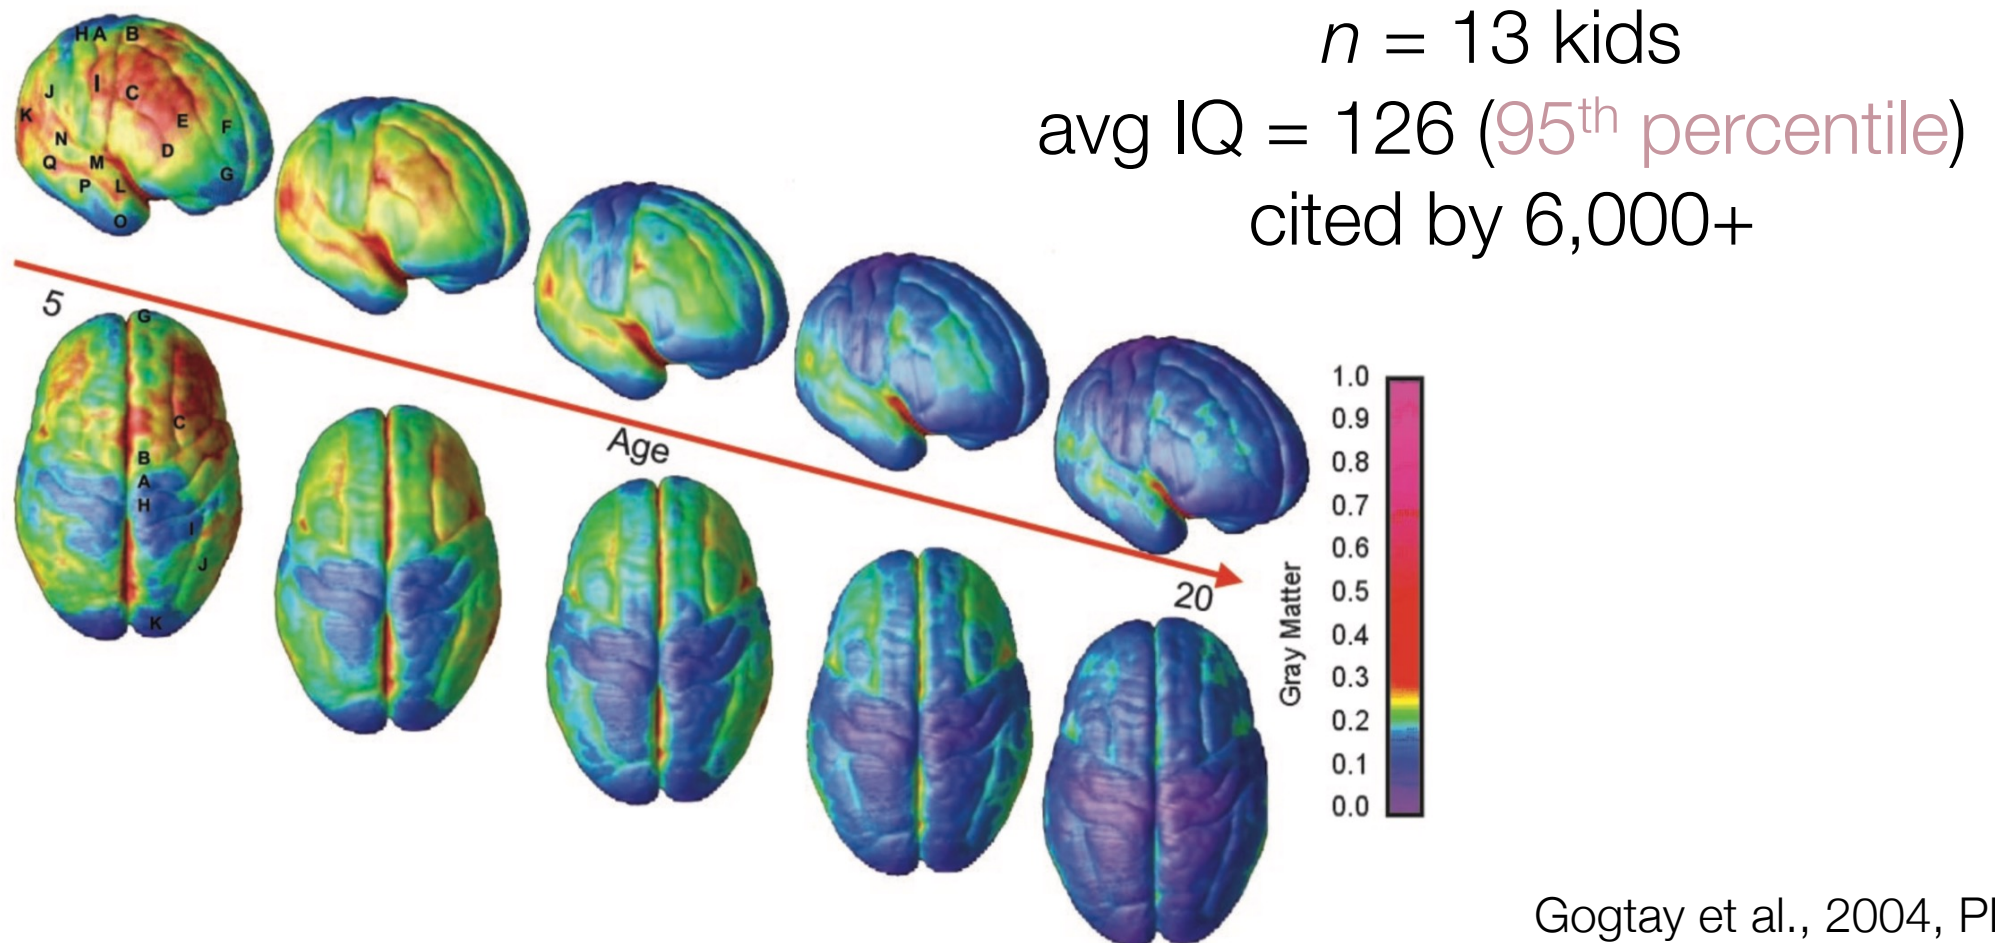 n = 13 kids
avg IQ = 126 (95th percentile)
cited by 6,000+
H A B
I
J C
K E F
N D
Q M G
P L
O
5
Age
20
G
C
B
A
H
I
J
K
1.0
0.9
0.8
0.7
0.6
0.5
0.4
0.3
0.2
0.1
0.0
Gray Matter
Gogtay et al., 2004,